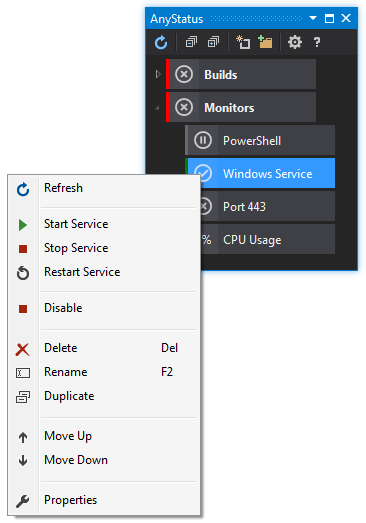 AnyStatus
?
Builds
Monitors
PowerShell
Windows Service
Port 443
% CPU Usage
Refresh
Start Service
Stop Service
Restart Service
Disable
Delete Del
Rename F2
Duplicate
Move Up
Move Down
Properties